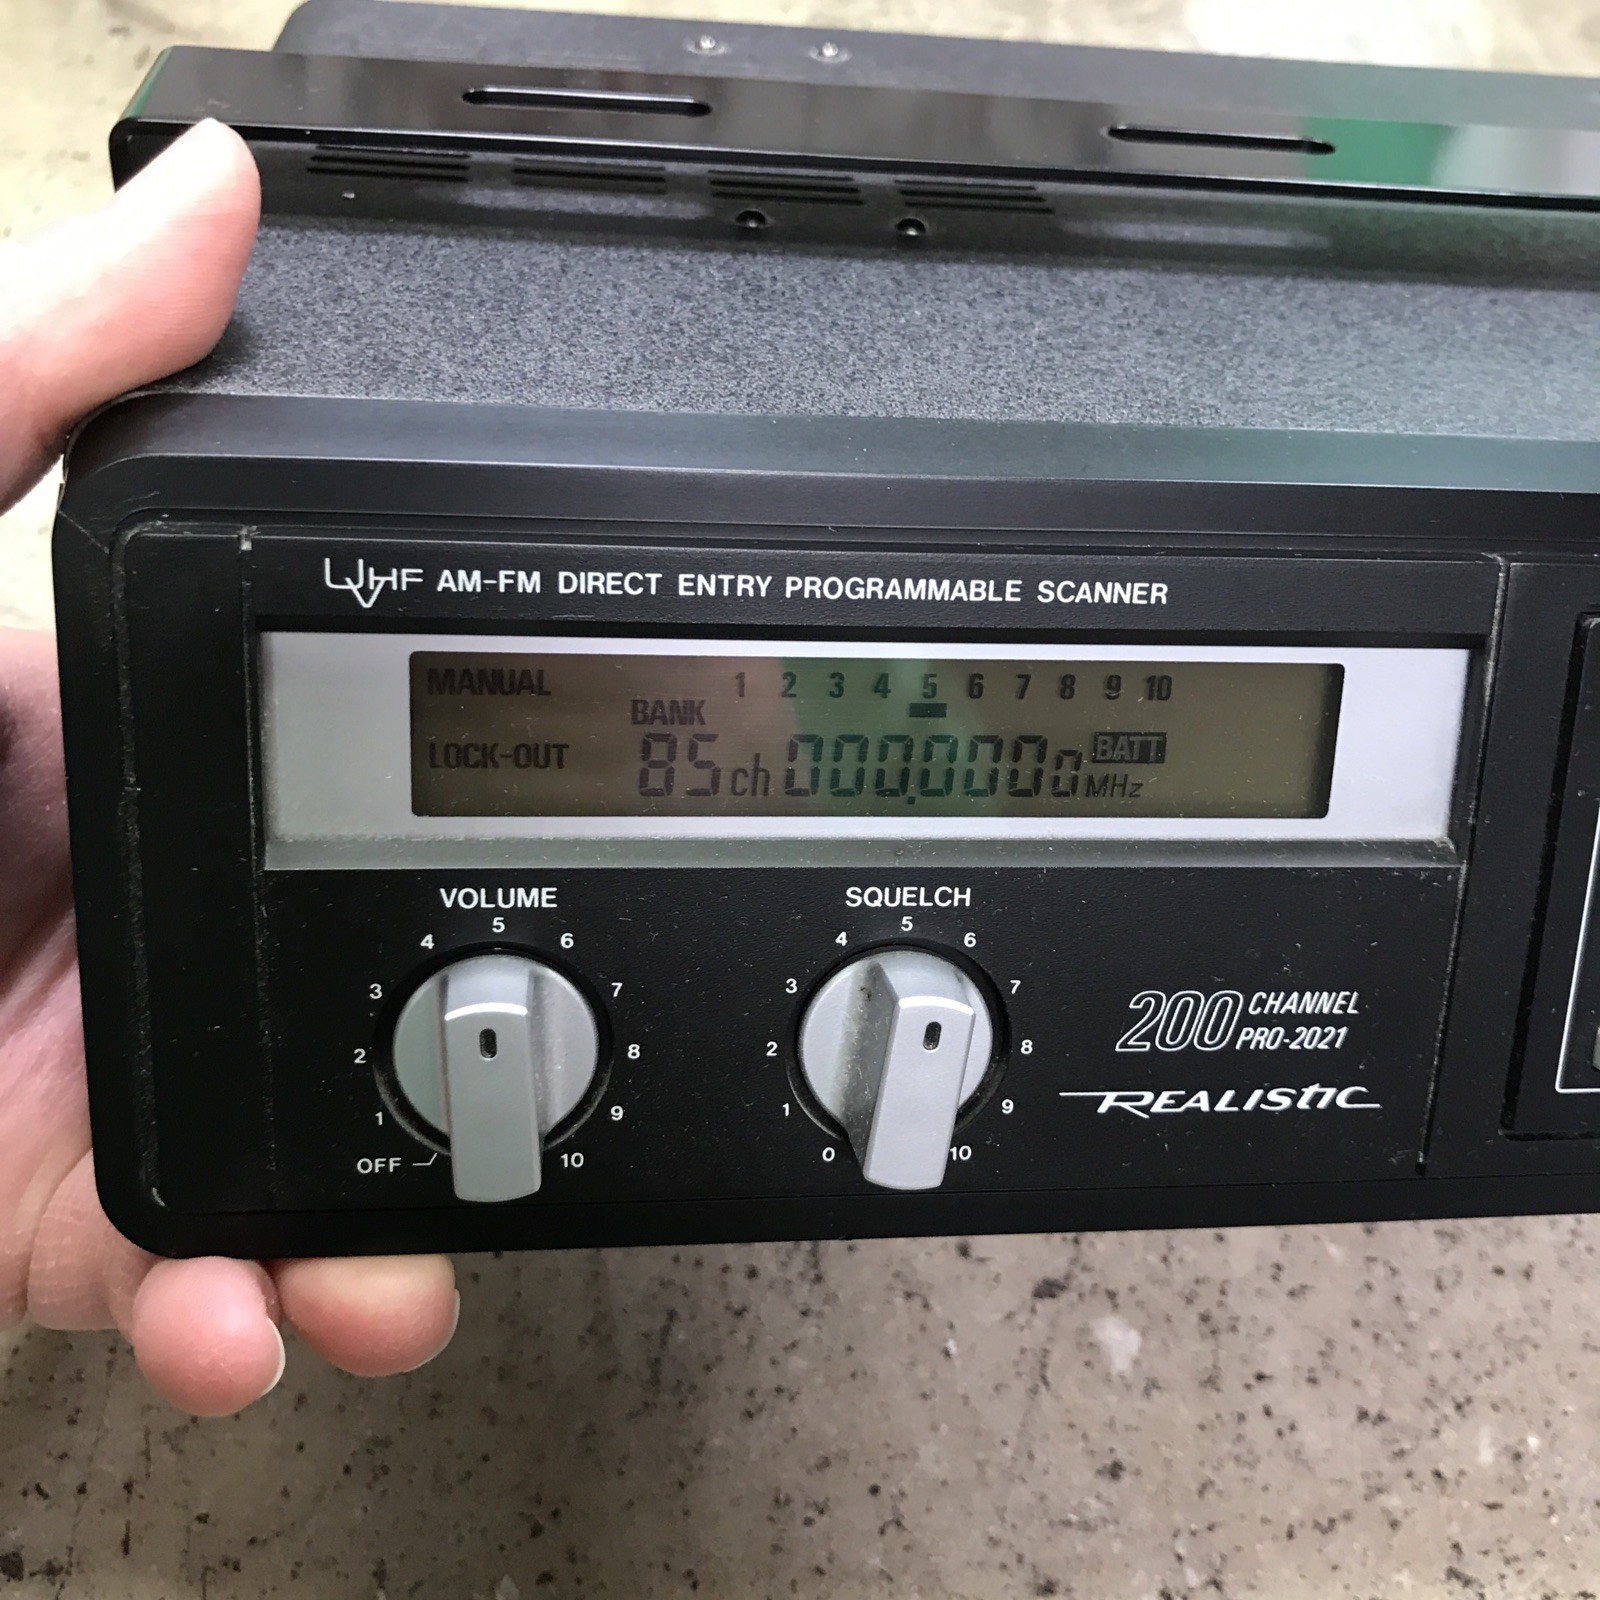 UVHF AM-FM DIRECT ENTRY PROGRAMMABLE SCANNER
MANUAL 1 2 3 4 5 6 7 8 9 10
BANK
LOCK-OUT 85 ch 000.0000 MHz BATT
VOLUME
OFF 1 2 3 4 5 6 7 8 9 10
SQUELCH
0 1 2 3 4 5 6 7 8 9 10
200 CHANNEL
PRO-2021
REALISTIC